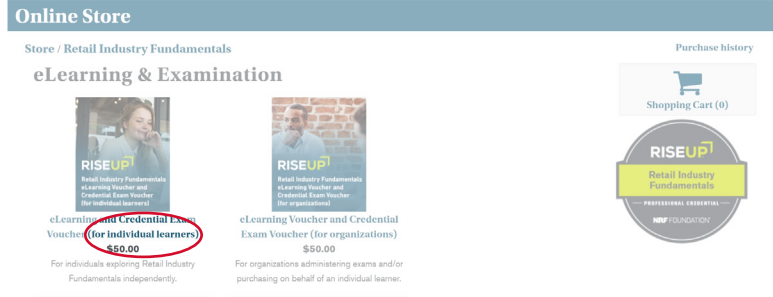 Online Store
Store / Retail Industry Fundamentals
Purchase history
eLearning & Examination
Shopping Cart (0)
RISEUP
Retail Industry Fundamentals
eLearning Voucher and
Credential Exam Voucher
(for individual learners)
eLearning and Credential Exam
Voucher (for individual learners)
$50.00
For individuals exploring Retail Industry
Fundamentals independently.
RISEUP
Retail Industry Fundamentals
eLearning Voucher and
Credential Exam Voucher
(for organizations)
eLearning Voucher and Credential
Exam Voucher (for organizations)
$50.00
For organizations administering exams and/or
purchasing on behalf of an individual learner.
RISEUP
Retail Industry
Fundamentals
PROFESSIONAL CREDENTIAL
NRF FOUNDATION